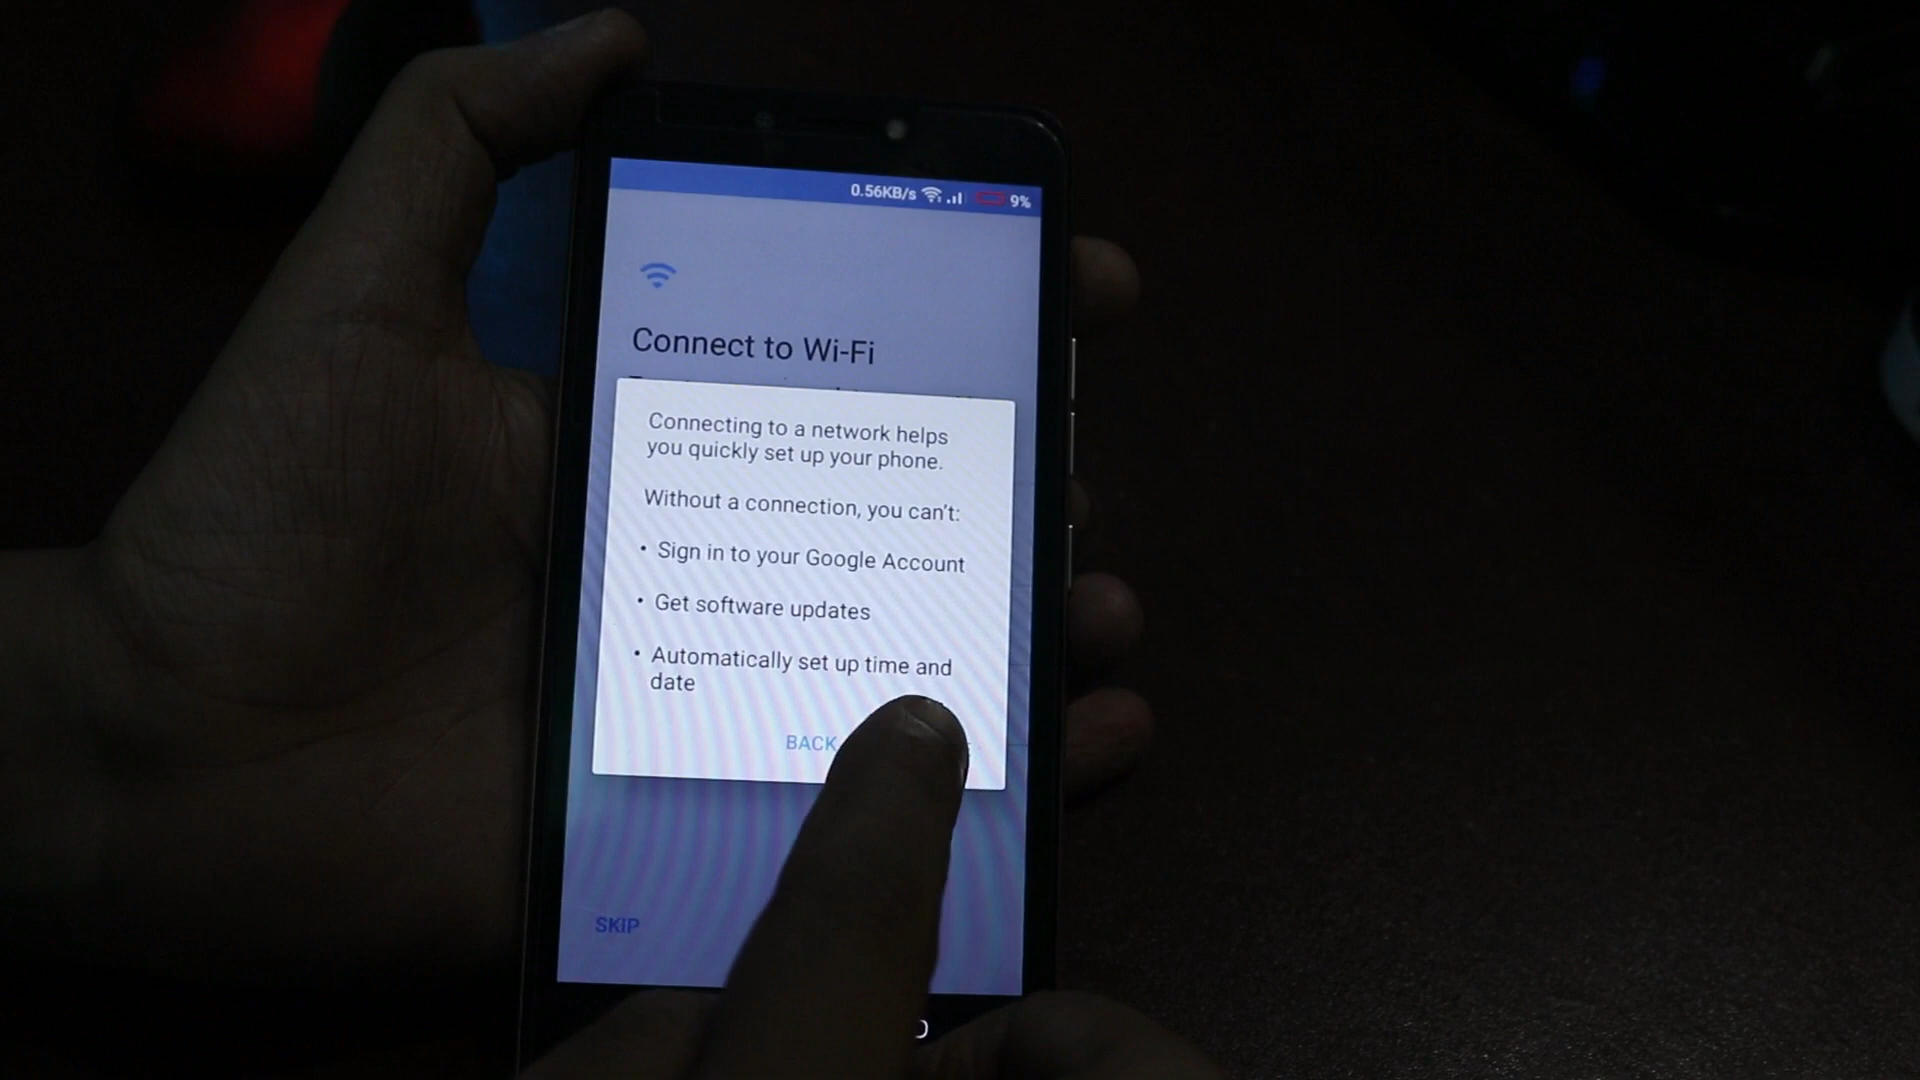 0.56KB/s 9%
Connect to Wi-Fi
Connecting to a network helps
you quickly set up your phone.
Without a connection, you can't:
• Sign in to your Google Account
• Get software updates
• Automatically set up time and
date
BACK
SKIP